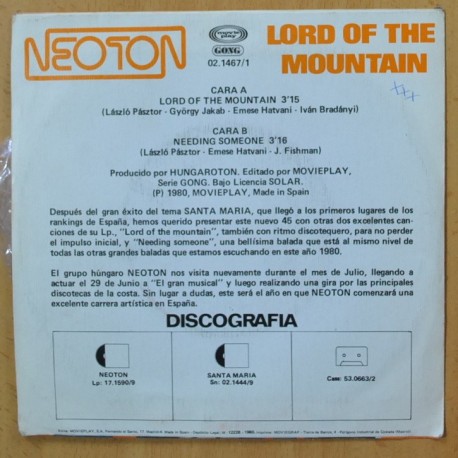 NEOTON
movie play
GONG
02.1467/1
LORD OF THE
MOUNTAIN
xxx
CARA A
LORD OF THE MOUNTAIN 3'15
(László Pásztor - György Jakab - Emese Hatvani - Iván Bradányi)
CARA B
NEEDING SOMEONE 3'16
(László Pásztor - Emese Hatvani - J. Fishman)
Producido por HUNGAROTON. Editado por MOVIEPLAY,
Serie GONG. Bajo Licencia SOLAR.
(P) 1980, MOVIEPLAY, Made in Spain
Después del gran éxito del tema SANTA MARIA, que llegó a los primeros lugares de los
rankings de España, hemos querido presentar este nuevo 45 con otras dos excelentes can-
ciones de su Lp., "Lord of the mountain", también con ritmo discotequero, para no per-
der el impulso inicial, y "Needing someone", una bellísima balada que está al mismo nivel de
todas las otras grandes baladas que estamos escuchando en este año 1980.
El grupo húngaro NEOTON nos visita nuevamente durante el mes de Julio, llegando a
actuar el 29 de Junio a "El gran musical" y luego realizando una gira por las principales
discotecas de la costa. Sin lugar a dudas, este será el año en que NEOTON comenzará una
excelente carrera artística en España.
DISCOGRAFIA
NEOTON
Lp: 17.1590/9
SANTA MARIA
Sn: 02.1444/9
Cass: 53.0663/2